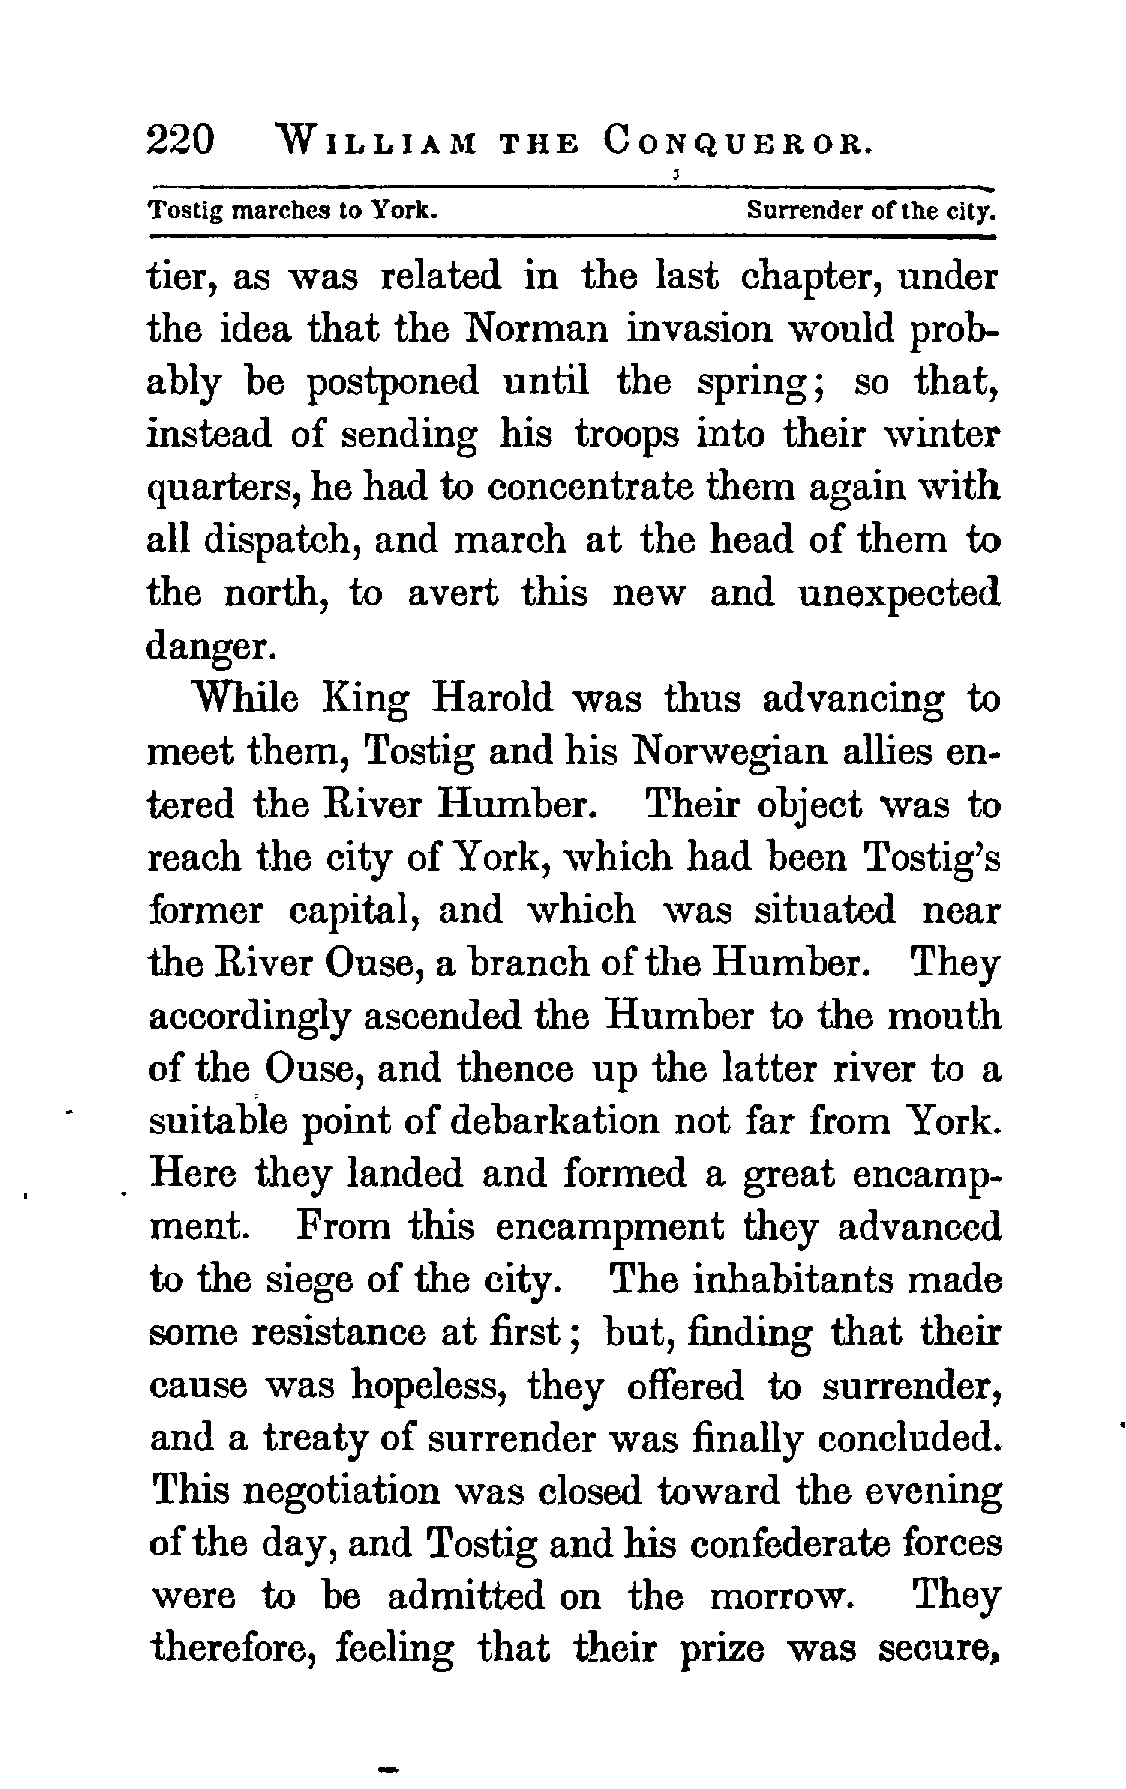 220 WILLIAM THE CONQUEROR.
Tostig marches to York. Surrender of the city.
tier, as was related in the last chapter, under
the idea that the Norman invasion would prob-
ably be postponed until the spring; so that,
instead of sending his troops into their winter
quarters, he had to concentrate them again with
all dispatch, and march at the head of them to
the north, to avert this new and unexpected
danger.
While King Harold was thus advancing to
meet them, Tostig and his Norwegian allies en-
tered the River Humber. Their object was to
reach the city of York, which had been Tostig's
former capital, and which was situated near
the River Ouse, a branch of the Humber. They
accordingly ascended the Humber to the mouth
of the Ouse, and thence up the latter river to a
suitable point of debarkation not far from York.
Here they landed and formed a great encamp-
ment. From this encampment they advanced
to the siege of the city. The inhabitants made
some resistance at first; but, finding that their
cause was hopeless, they offered to surrender,
and a treaty of surrender was finally concluded.
This negotiation was closed toward the evening
of the day, and Tostig and his confederate forces
were to be admitted on the morrow. They
therefore, feeling that their prize was secure,